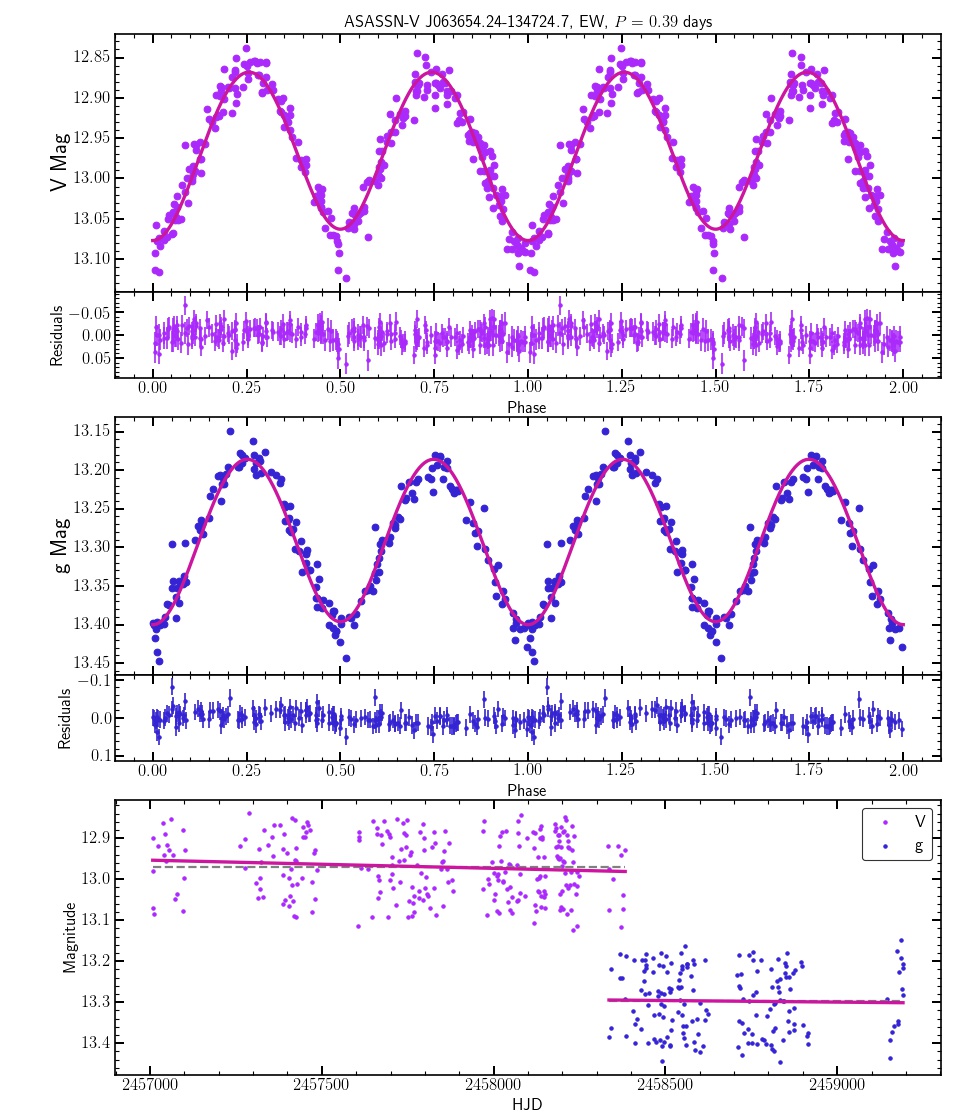 ASASSN-V J063654.24-134724.7, EW, P = 0.39 days
12.85
12.90
12.95
13.00
13.05
13.10
V Mag
−0.05
0.00
0.05
Residuals
0.00 0.25 0.50 0.75 1.00 1.25 1.50 1.75 2.00
Phase
13.15
13.20
13.25
13.30
13.35
13.40
13.45
g Mag
−0.1
0.0
0.1
Residuals
0.00 0.25 0.50 0.75 1.00 1.25 1.50 1.75 2.00
Phase
V
g
12.9
13.0
13.1
13.2
13.3
13.4
Magnitude
2457000 2457500 2458000 2458500 2459000
HJD